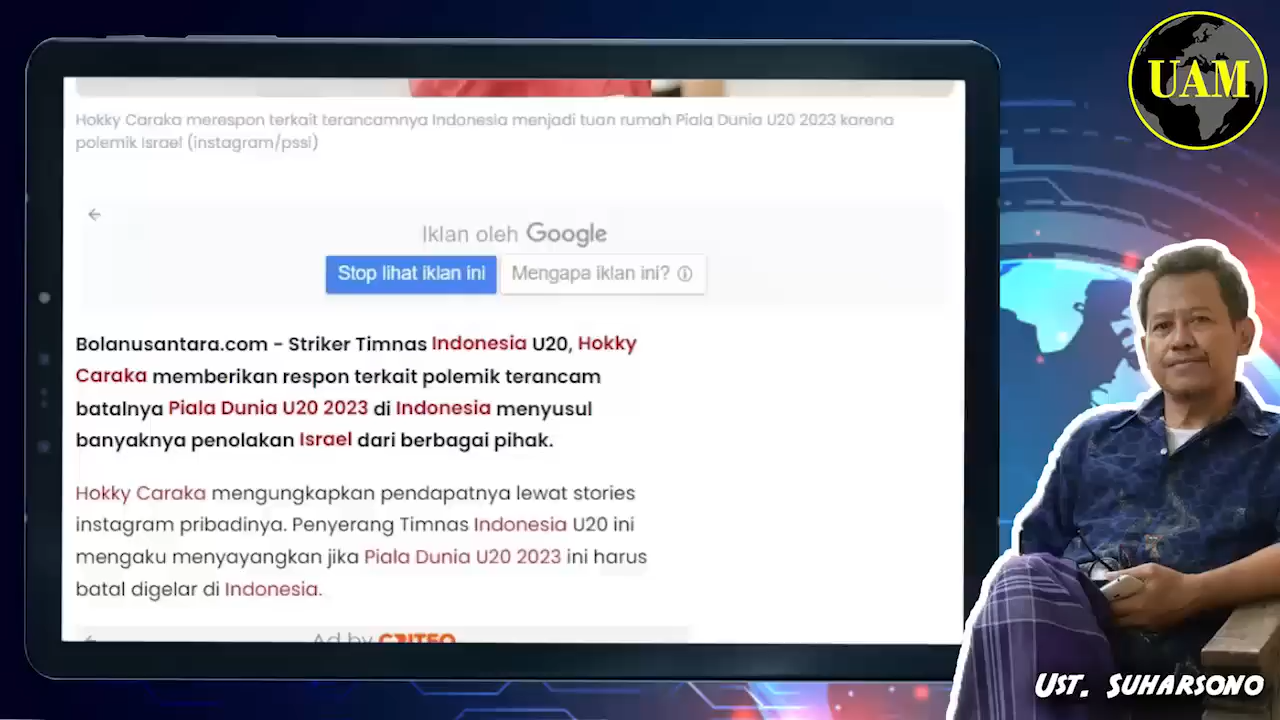 UAM
Hokky Caraka merespon terkait terancamnya Indonesia menjadi tuan rumah Piala Dunia U20 2023 karena
polemik Israel (instagram/pssi)
Iklan oleh Google
Stop lihat iklan ini
Mengapa iklan ini?
Bolanusantara.com - Striker Timnas Indonesia U20, Hokky
Caraka memberikan respon terkait polemik terancam
batalnya Piala Dunia U20 2023 di Indonesia menyusul
banyaknya penolakan Israel dari berbagai pihak.
Hokky Caraka mengungkapkan pendapatnya lewat stories
instagram pribadinya. Penyerang Timnas Indonesia U20 ini
mengaku menyayangkan jika Piala Dunia U20 2023 ini harus
batal digelar di Indonesia.
Ad by CRITEO
Ust. Suharsono